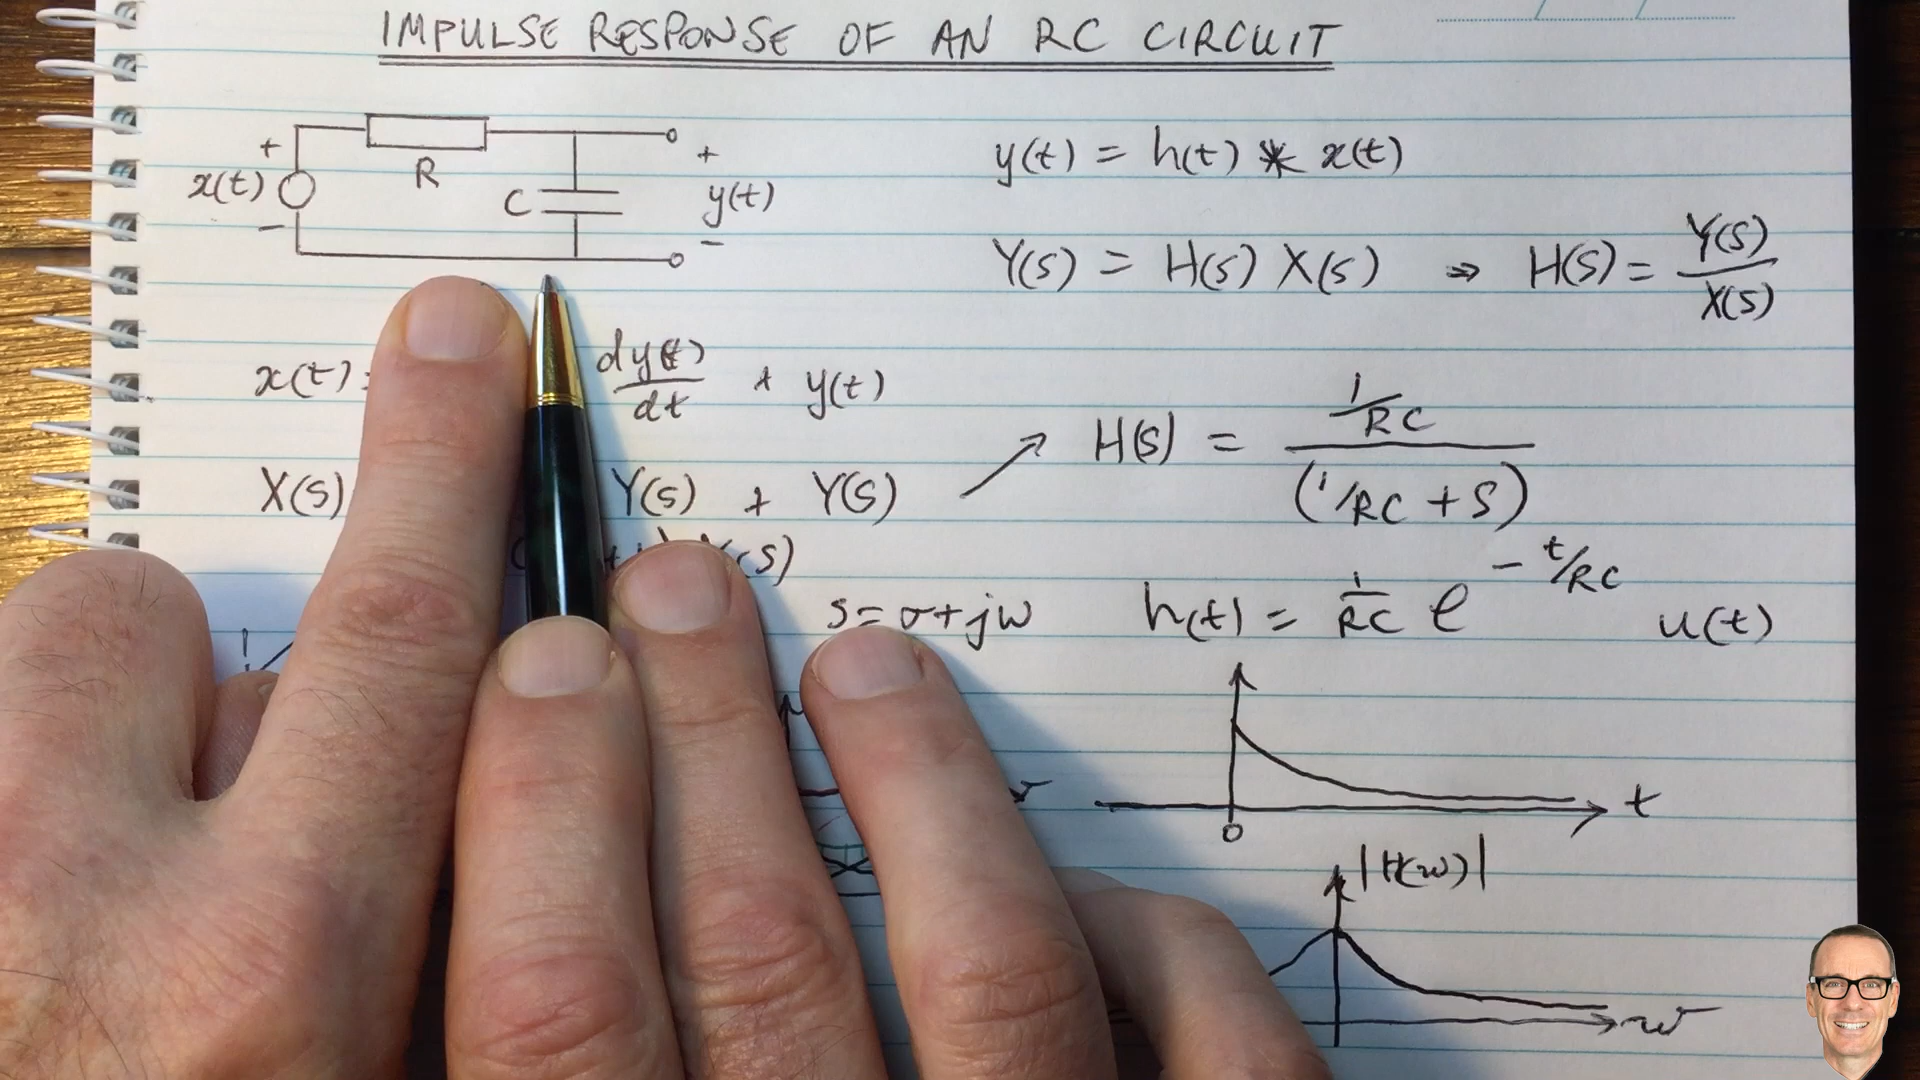 IMPULSE RESPONSE OF AN RC CIRCUIT
+
x(t)
-
R
C
+
y(t)
-
y(t) = h(t) * x(t)
Y(s) = H(s) X(s) ⇒ H(s) = Y(s)/X(s)
x(t) dy(t)/dt + y(t)
X(s) Y(s) + Y(s)
(s)
s = σ + jω
H(s) = 1/RC / (1/RC + s)
h(t) = 1/RC e^-t/RC u(t)
t
0
|H(ω)|
ω